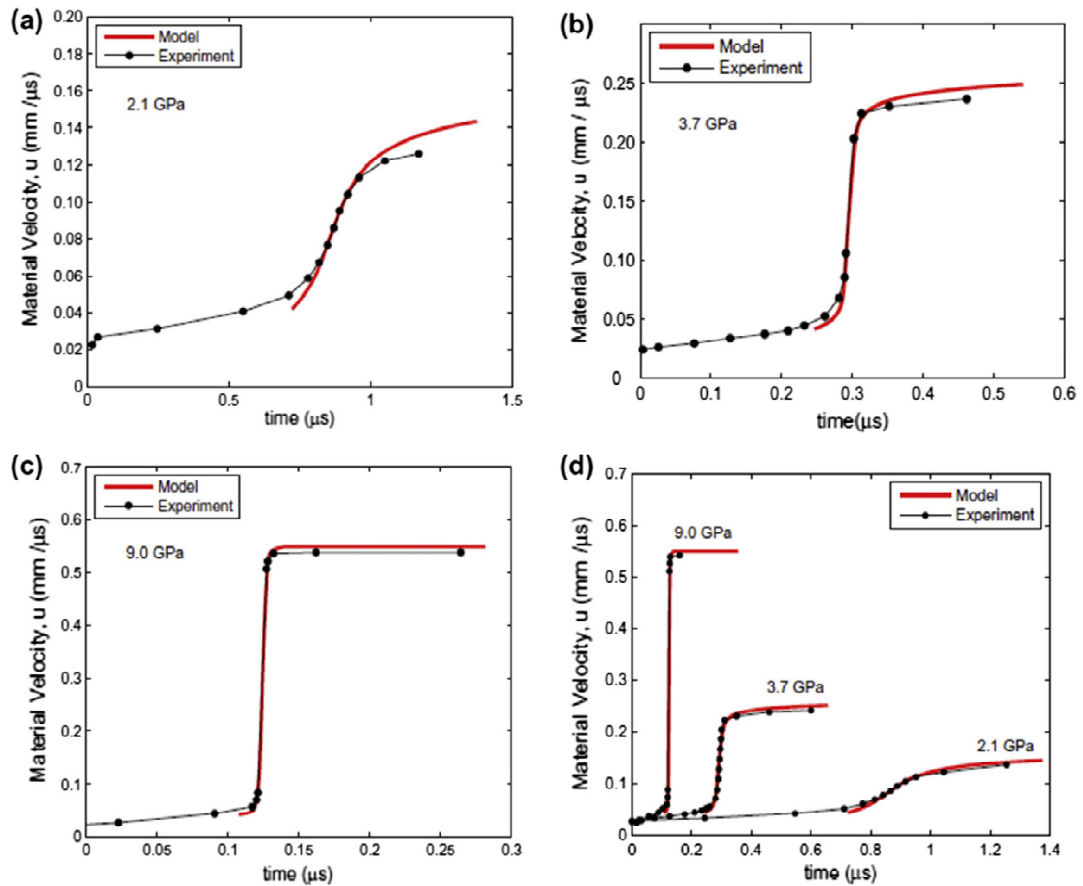 (a)
0.20
0.18
0.16
0.14
0.12
0.10
0.08
0.06
0.04
0.02
0
Material Velocity, u (mm /µs)
Model
Experiment
2.1 GPa
0
0.5
1
1.5
time (µs)
(b)
0.25
0.20
0.15
0.10
0.05
0
Material Velocity, u (mm / µs)
Model
Experiment
3.7 GPa
0
0.1
0.2
0.3
0.4
0.5
0.6
time(µs)
(c)
0.7
0.6
0.5
0.4
0.3
0.2
0.1
0
Material Velocity, u (mm /µs)
Model
Experiment
9.0 GPa
0
0.05
0.1
0.15
0.2
0.25
0.3
time (µs)
(d)
0.7
0.6
0.5
0.4
0.3
0.2
0.1
0
Material Velocity, u (mm /µs)
Model
Experiment
9.0 GPa
3.7 GPa
2.1 GPa
0
0.2
0.4
0.6
0.8
1
1.2
1.4
time (µs)